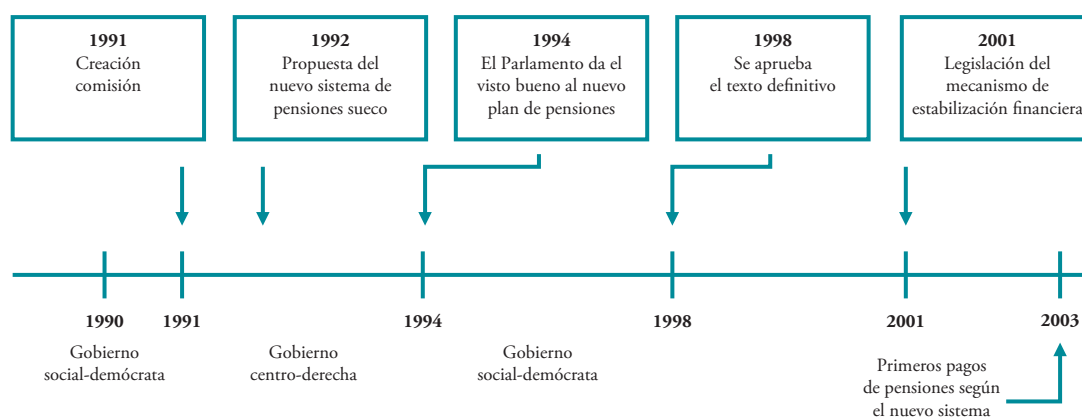 1991
Creación
comisión
1992
Propuesta del
nuevo sistema de
pensiones sueco
1994
El Parlamento da el
visto bueno al nuevo
plan de pensiones
1998
Se aprueba
el texto definitivo
2001
Legislación del
mecanismo de
estabilización financiera
1990
1991
1994
1998
2001
2003
Gobierno
social-demócrata
Gobierno
centro-derecha
Gobierno
social-demócrata
Primeros pagos
de pensiones según
el nuevo sistema